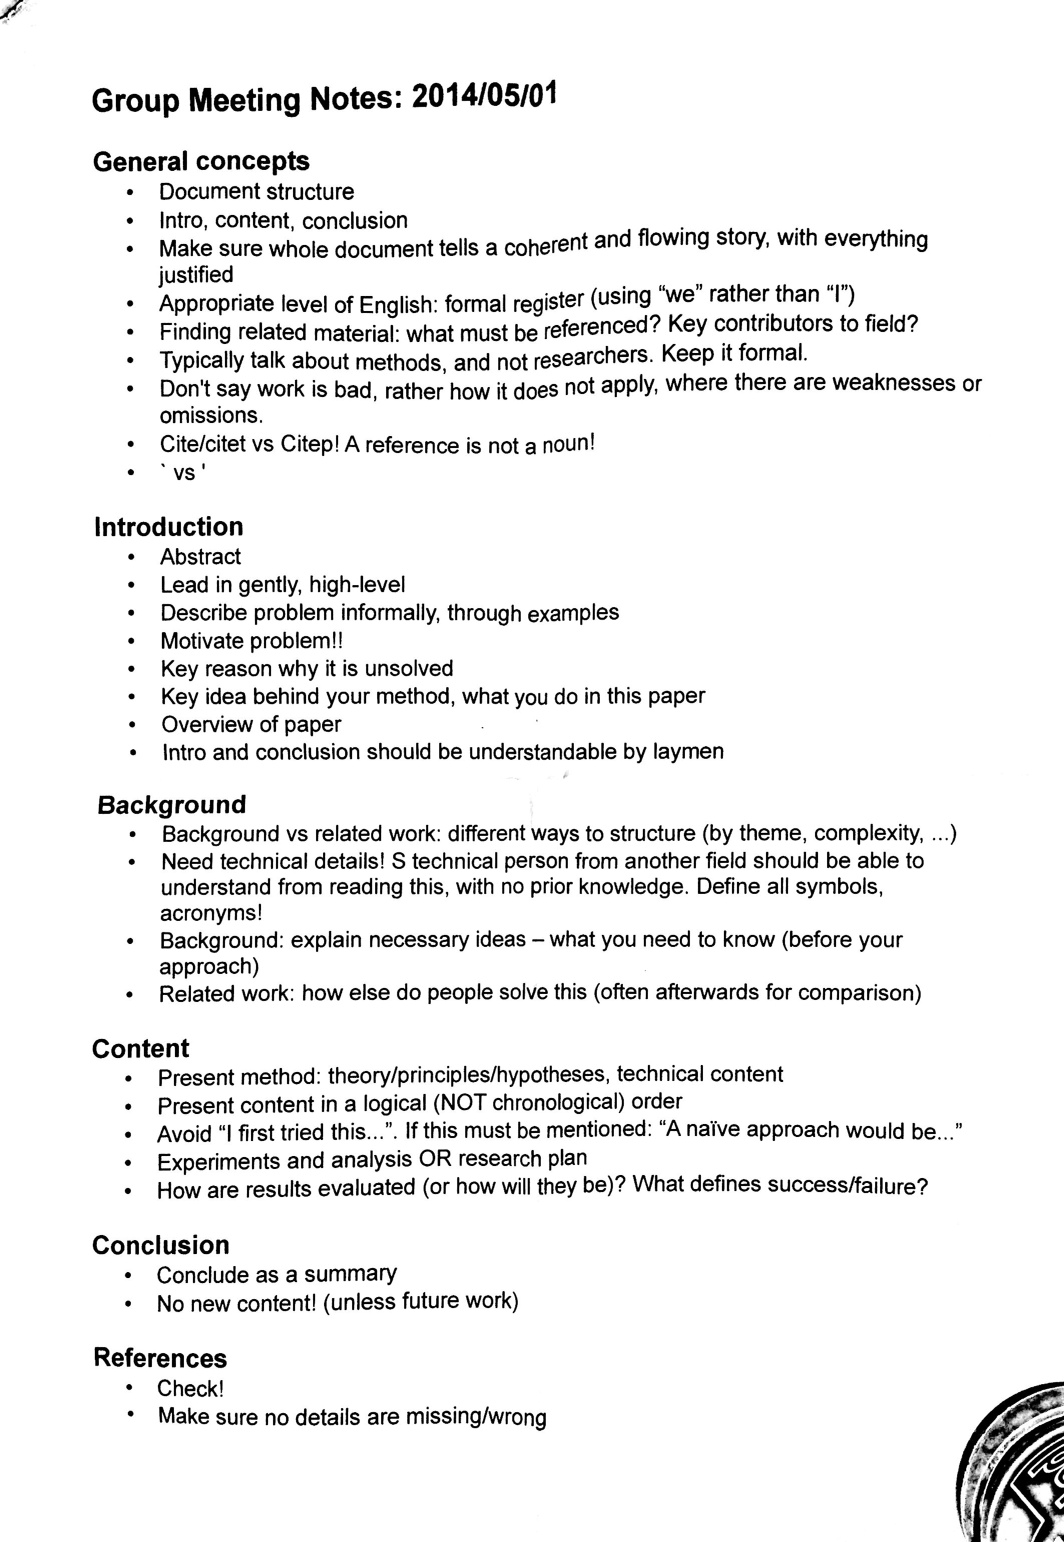 Group Meeting Notes: 2014/05/01
General concepts
• Document structure
• Intro, content, conclusion
• Make sure whole document tells a coherent and flowing story, with everything
justified
• Appropriate level of English: formal register (using “we” rather than “I”)
• Finding related material: what must be referenced? Key contributors to field?
• Typically talk about methods, and not researchers. Keep it formal.
• Don't say work is bad, rather how it does not apply, where there are weaknesses or
omissions.
• Cite/citet vs Citep! A reference is not a noun!
• ` vs '
Introduction
• Abstract
• Lead in gently, high-level
• Describe problem informally, through examples
• Motivate problem!!
• Key reason why it is unsolved
• Key idea behind your method, what you do in this paper
• Overview of paper
• Intro and conclusion should be understandable by laymen
Background
• Background vs related work: different ways to structure (by theme, complexity, ...)
• Need technical details! S technical person from another field should be able to
understand from reading this, with no prior knowledge. Define all symbols,
acronyms!
• Background: explain necessary ideas – what you need to know (before your
approach)
• Related work: how else do people solve this (often afterwards for comparison)
Content
• Present method: theory/principles/hypotheses, technical content
• Present content in a logical (NOT chronological) order
• Avoid “I first tried this...”. If this must be mentioned: “A naïve approach would be...”
• Experiments and analysis OR research plan
• How are results evaluated (or how will they be)? What defines success/failure?
Conclusion
• Conclude as a summary
• No new content! (unless future work)
References
• Check!
• Make sure no details are missing/wrong